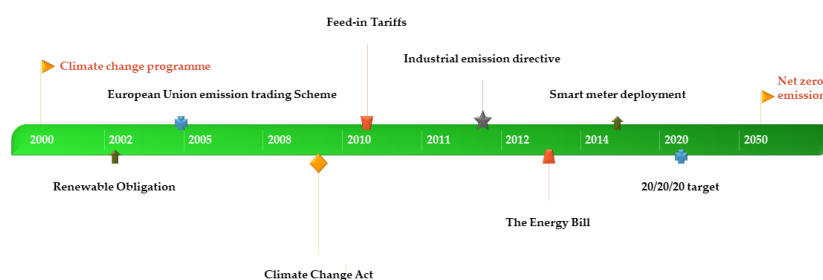 Feed-in Tariffs
Industrial emission directive
Climate change programme
Net zero
emission
European Union emission trading Scheme
Smart meter deployment
2000 2002 2005 2008 2010 2011 2012 2014 2020 2050
Renewable Obligation
20/20/20 target
The Energy Bill
Climate Change Act